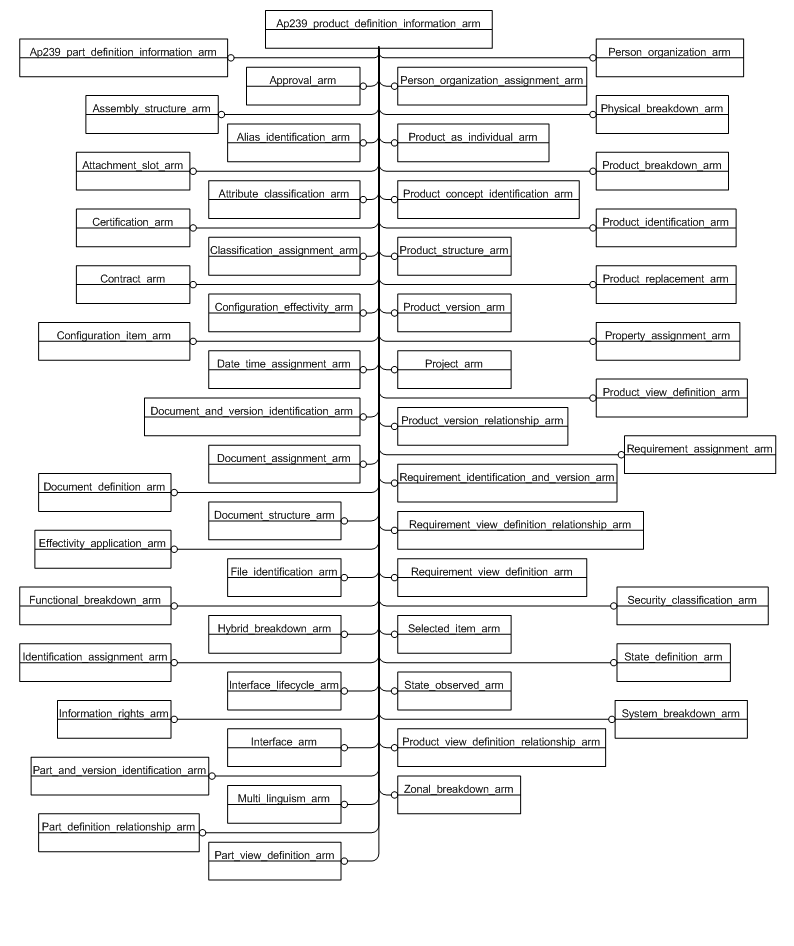 Ap239_product_definition_information_arm
Ap239_part_definition_information_arm
Person_organization_arm
Approval_arm
Person_organization_assignment_arm
Assembly_structure_arm
Physical_breakdown_arm
Alias_identification_arm
Product_as_individual_arm
Attachment_slot_arm
Product_breakdown_arm
Attribute_classification_arm
Product_concept_identification_arm
Certification_arm
Product_identification_arm
Classification_assignment_arm
Product_structure_arm
Contract_arm
Product_replacement_arm
Configuration_effectivity_arm
Product_version_arm
Configuration_item_arm
Property_assignment_arm
Date_time_assignment_arm
Project_arm
Product_view_definition_arm
Document_and_version_identification_arm
Product_version_relationship_arm
Requirement_assignment_arm
Document_assignment_arm
Requirement_identification_and_version_arm
Document_definition_arm
Document_structure_arm
Requirement_view_definition_relationship_arm
Effectivity_application_arm
File_identification_arm
Requirement_view_definition_arm
Functional_breakdown_arm
Security_classification_arm
Hybrid_breakdown_arm
Selected_item_arm
Identification_assignment_arm
State_definition_arm
Interface_lifecycle_arm
State_observed_arm
Information_rights_arm
System_breakdown_arm
Interface_arm
Product_view_definition_relationship_arm
Part_and_version_identification_arm
Zonal_breakdown_arm
Multi_linguism_arm
Part_definition_relationship_arm
Part_view_definition_arm